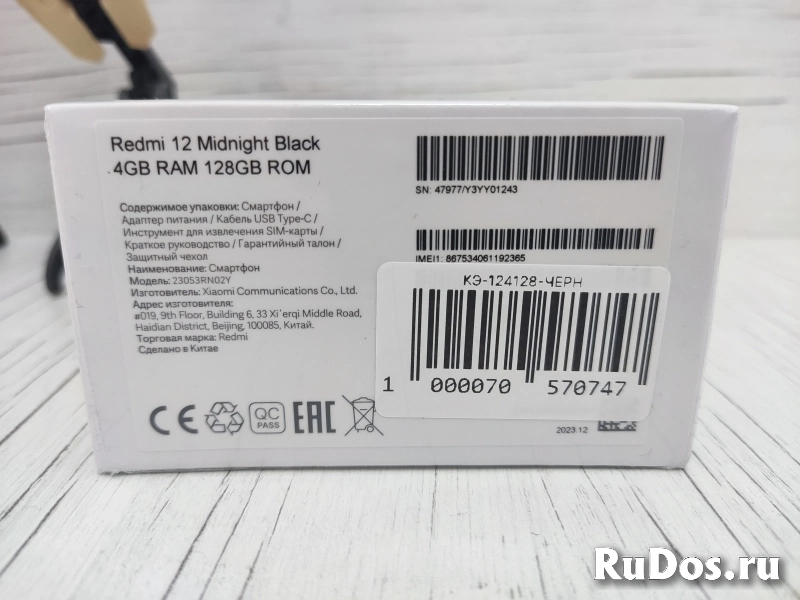 Redmi 12 Midnight Black
4GB RAM 128GB ROM
Содержимое упаковки: Смартфон /
Адаптер питания / Кабель USB Type-C /
Инструмент для извлечения SIM-карты /
Краткое руководство / Гарантийный талон /
Защитный чехол
Наименование: Смартфон
Модель: 23053RN02Y
Изготовитель: Xiaomi Communications Co., Ltd.
Адрес изготовителя:
#019, 9th Floor, Building 6, 33 Xi'erqi Middle Road,
Haidian District, Beijing, 100085, Китай.
Торговая марка: Redmi
Сделано в Китае
CE
QC
PASS
EAC
SN: 47977/Y3YY01243
IMEI1: 867534061192365
КЭ-124128-ЧЕРН
1 000070 570747
2023.12
RuDos.ru